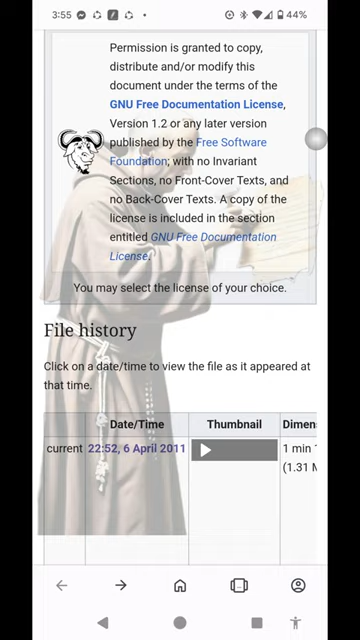 3:55
44%
Permission is granted to copy,
distribute and/or modify this
document under the terms of the
GNU Free Documentation License,
Version 1.2 or any later version
published by the Free Software
Foundation; with no Invariant
Sections, no Front-Cover Texts, and
no Back-Cover Texts. A copy of the
license is included in the section
entitled GNU Free Documentation
License.
You may select the license of your choice.
File history
Click on a date/time to view the file as it appeared at
that time.
Date/Time Thumbnail Dimens
current 22:52, 6 April 2011 1 min
(1.31 M